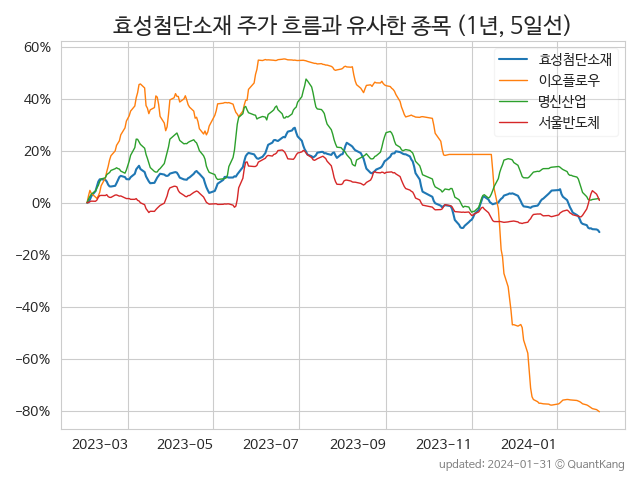 효성첨단소재 주가 흐름과 유사한 종목 (1년, 5일선)
60%
40%
20%
0%
−20%
−40%
−60%
−80%
효성첨단소재
이오플로우
명신산업
서울반도체
2023-03
2023-05
2023-07
2023-09
2023-11
2024-01
updated: 2024-01-31 © QuantKang